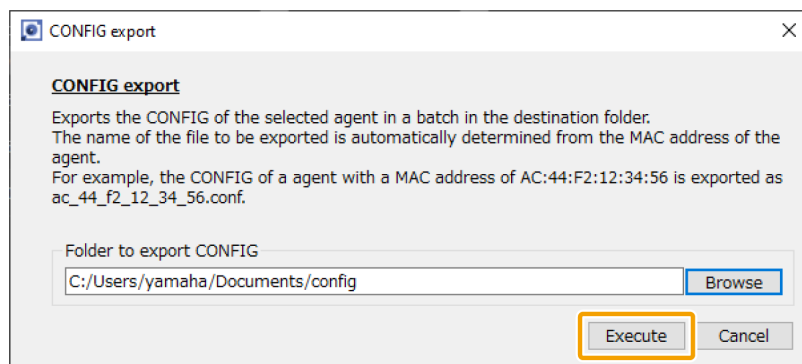 CONFIG export
CONFIG export
Exports the CONFIG of the selected agent in a batch in the destination folder.
The name of the file to be exported is automatically determined from the MAC address of the
agent.
For example, the CONFIG of a agent with a MAC address of AC:44:F2:12:34:56 is exported as
ac_44_f2_12_34_56.conf.
Folder to export CONFIG
C:/Users/yamaha/Documents/config
Browse
Execute
Cancel